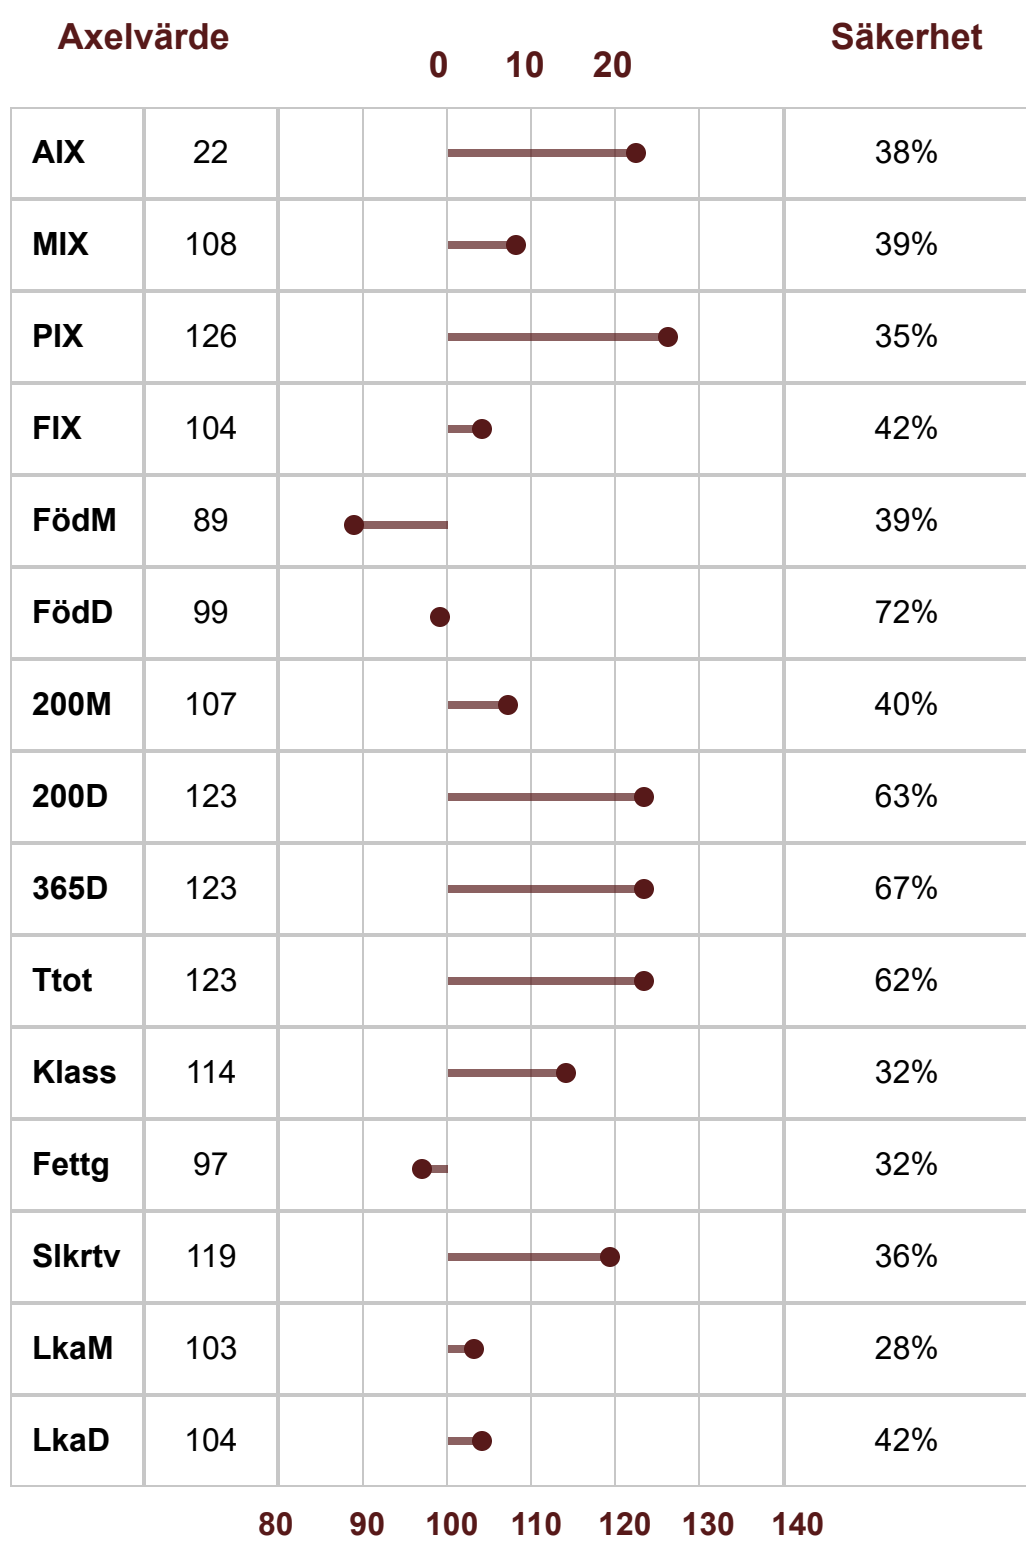 Axelvärde Säkerhet
0 10 20
AIX 22 38%
MIX 108 39%
PIX 126 35%
FIX 104 42%
FödM 89 39%
FödD 99 72%
200M 107 40%
200D 123 63%
365D 123 67%
Ttot 123 62%
Klass 114 32%
Fettg 97 32%
Slkrtv 119 36%
LkaM 103 28%
LkaD 104 42%
80 90 100 110 120 130 140